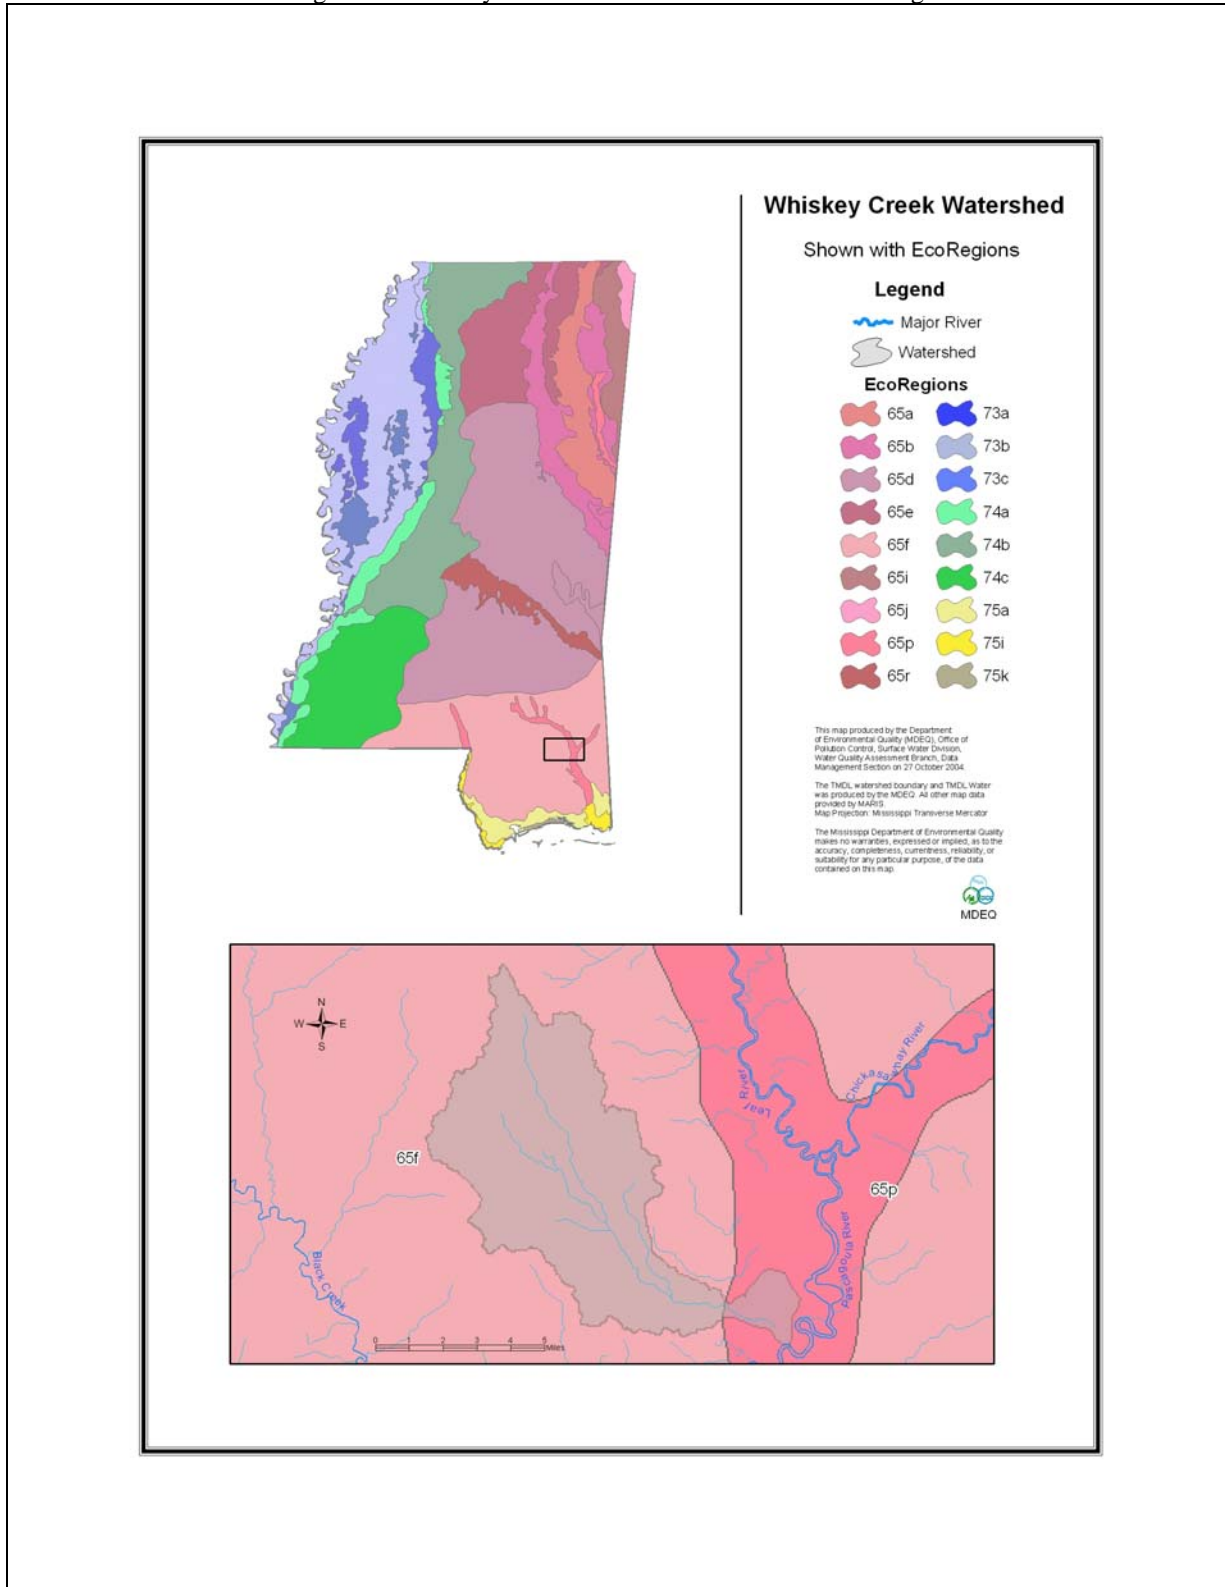 Whiskey Creek Watershed
Shown with EcoRegions
Legend
Major River
Watershed
EcoRegions
65a 73a
65b 73b
65d 73c
65e 74a
65f 74b
65i 74c
65j 75a
65p 75i
65r 75k
This map produced by the Department
of Environmental Quality (MDEQ), Office of
Pollution Control, Surface Water Division,
Water Quality Assessment Branch, Data
Management Section on 27 October 2004.
The TMDL watershed boundary and TMDL Water
was produced by the MDEQ. All other map data
provided by MARIS.
Map Projection: Mississippi Transverse Mercator
The Mississippi Department of Environmental Quality
makes no warranties, expressed or implied, as to the
accuracy, completeness, currentness, reliability, or
suitability for any particular purpose, of the data
contained on this map.
MDEQ
N
W E
S
Chickasawhay River
Leaf River
65f
65p
Pascagoula River
Black Creek
0 1 2 3 4 5
Miles